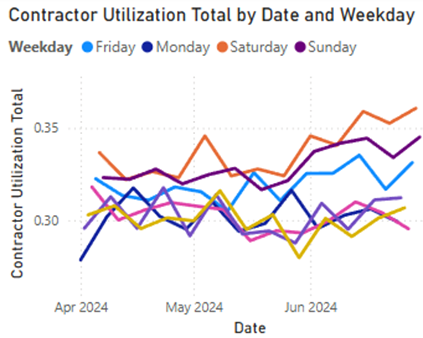 Contractor Utilization Total by Date and Weekday
Weekday Friday Monday Saturday Sunday
Contractor Utilization Total
0.35
0.30
Apr 2024 May 2024 Jun 2024
Date